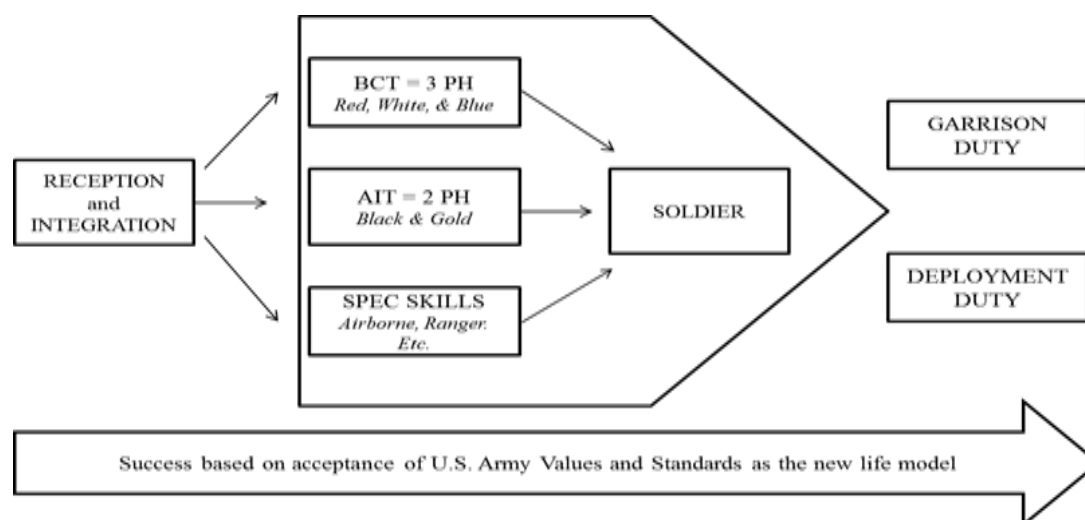 RECEPTION
and
INTEGRATION
BCT = 3 PH
Red, White, & Blue
AIT = 2 PH
Black & Gold
SPEC SKILLS
Airborne, Ranger.
Etc.
SOLDIER
GARRISON
DUTY
DEPLOYMENT
DUTY
Success based on acceptance of U.S. Army Values and Standards as the new life model